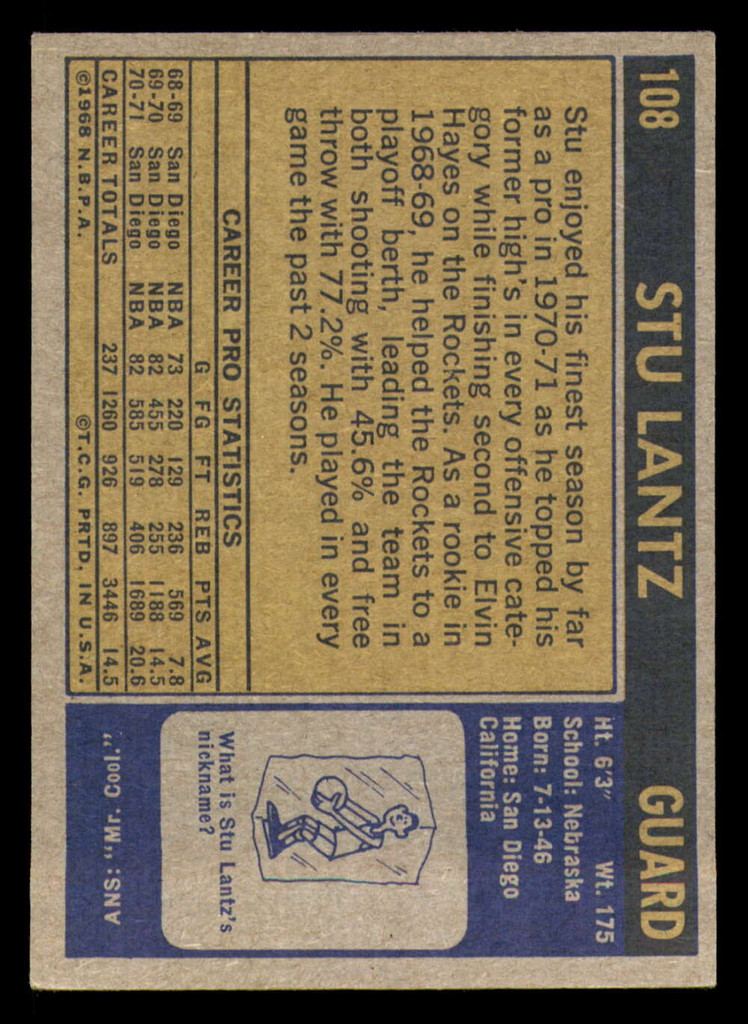 108 STU LANTZ GUARD
Stu enjoyed his finest season by far
as a pro in 1970-71 as he topped his
former high's in every offensive cate-
gory while finishing second to Elvin
Hayes on the Rockets. As a rookie in
1968-69, he helped the Rockets to a
playoff berth, leading the team in
both shooting with 45.6% and free
throw with 77.2%. He played in every
game the past 2 seasons.
CAREER PRO STATISTICS
G FG FT REB PTS AVG
68-69 San Diego NBA 73 220 129 236 569 7.8
69-70 San Diego NBA 82 455 278 255 1188 14.5
70-71 San Diego NBA 82 585 519 406 1689 20.6
CAREER TOTALS 237 1260 926 897 3446 14.5
©1968 N.B.P.A. ©T.C.G. PRTD. IN U.S.A.
Ht. 6'3" Wt. 175
School: Nebraska
Born: 7-13-46
Home: San Diego
California
What is Stu Lantz's
nickname?
ANS: „Mr. Cool.”